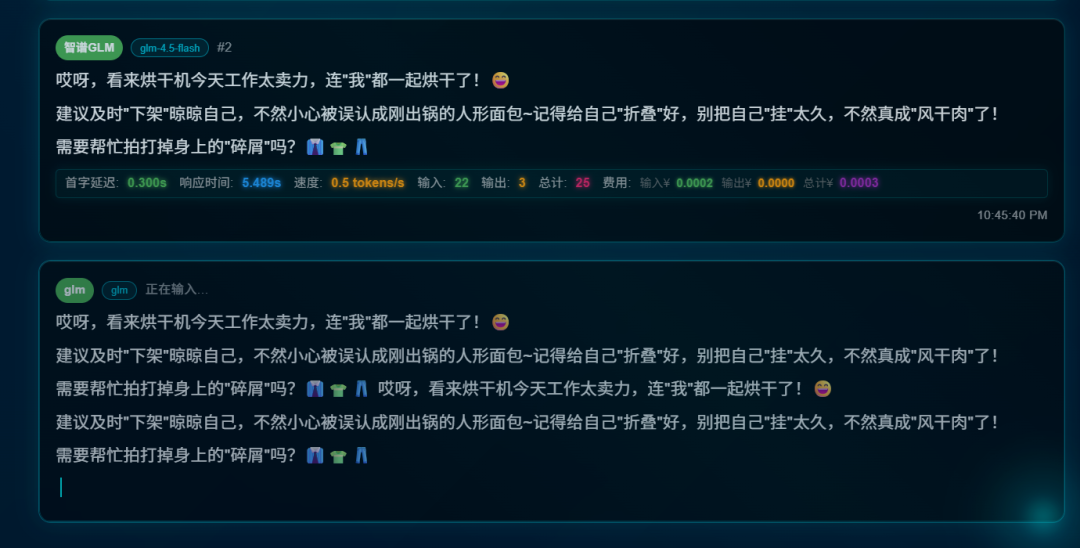 智谱GLM glm-4.5-flash #2
哎呀，看来烘干机今天工作太卖力，连"我"都一起烘干了！😄
建议及时"下架"晾晾自己，不然小心被误认成刚出锅的人形面包~记得给自己"折叠"好，别把自己"挂"太久，不然真成"风干肉"了！
需要帮忙拍打掉身上的"碎屑"吗？👔👕👖
首字延迟: 0.300s 响应时间: 5.489s 速度: 0.5 tokens/s 输入: 22 输出: 3 总计: 25 费用: 输入¥ 0.0002 输出¥ 0.0000 总计¥ 0.0003
10:45:40 PM
glm glm 正在输入...
哎呀，看来烘干机今天工作太卖力，连"我"都一起烘干了！😄
建议及时"下架"晾晾自己，不然小心被误认成刚出锅的人形面包~记得给自己"折叠"好，别把自己"挂"太久，不然真成"风干肉"了！
需要帮忙拍打掉身上的"碎屑"吗？👔👕👖 哎呀，看来烘干机今天工作太卖力，连"我"都一起烘干了！😄
建议及时"下架"晾晾自己，不然小心被误认成刚出锅的人形面包~记得给自己"折叠"好，别把自己"挂"太久，不然真成"风干肉"了！
需要帮忙拍打掉身上的"碎屑"吗？👔👕👖